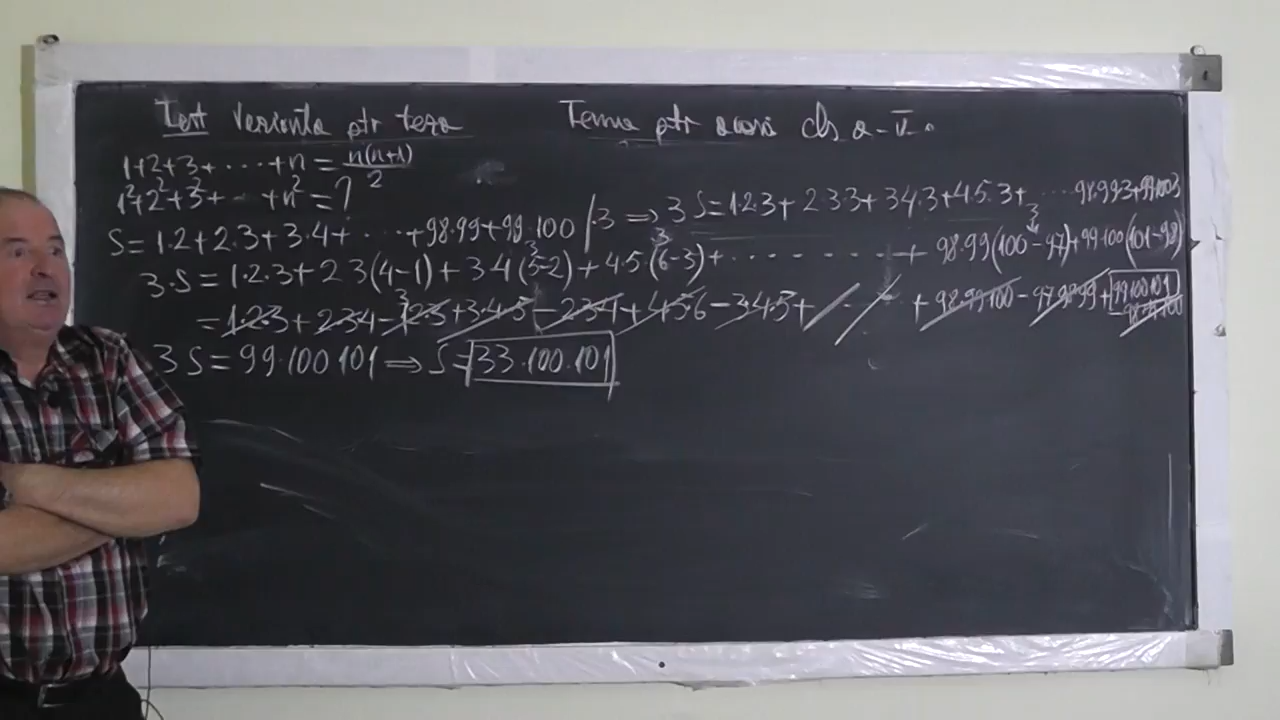 Test Varianta ptr teza
Tema ptr acasă cls a-V-a
1+2+3+ ··· +n = n(n+1)/2
1²+2²+3²+ ··· +n² = ?
S=1·2+2·3+3·4+ ··· +98·99+99·100 /·3 ⇒ 3S=1·2·3+2·3·3+3·4·3+4·5·3+ ··· 98·99·3+99·100·3
3·S=1·2·3+2·3(4-1)+3·4(5-2)+4·5(6-3)+ ········ +98·99(100-97)+99·100(101-98)
=1·2·3+2·3·4-1·2·3+3·4·5-2·3·4+4·5·6-3·4·5+ ··· +98·99·100-97·98·99+99·100·101-98·99·100
3S=99·100·101 ⇒ S=33·100·101